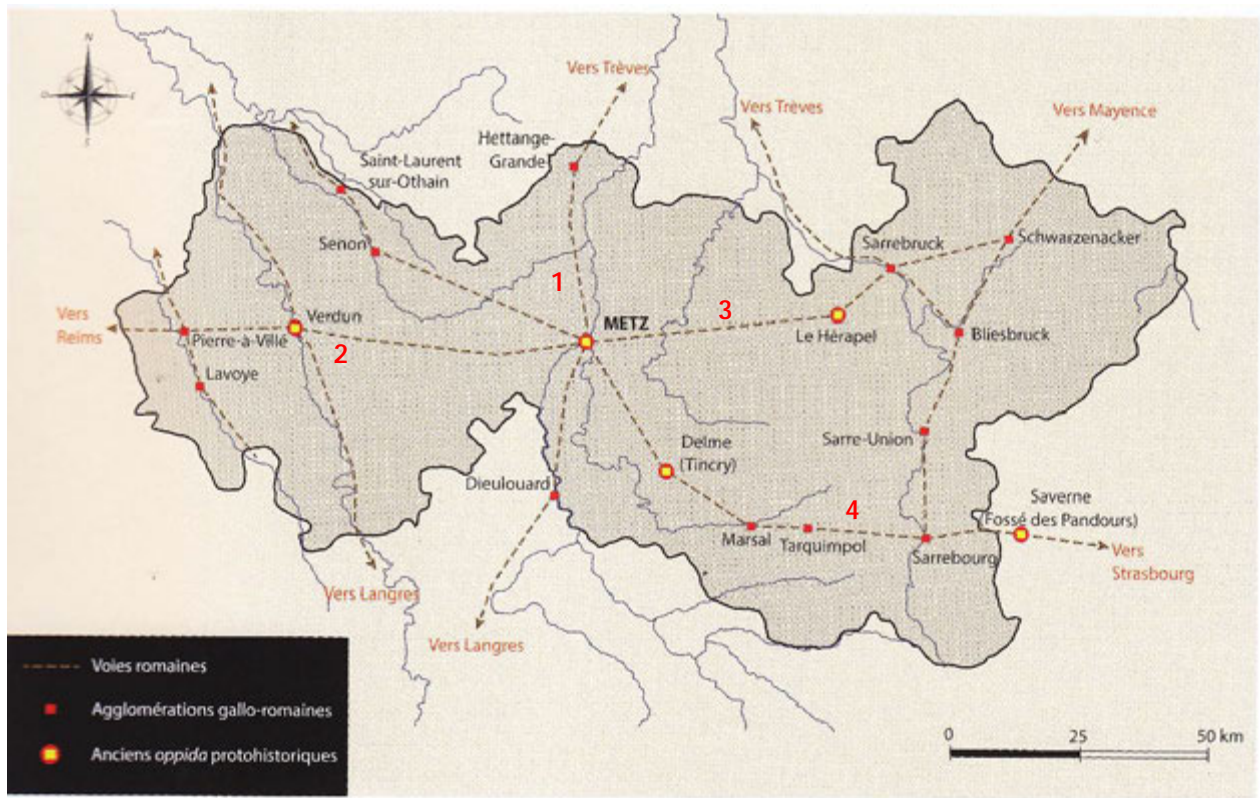 N
O
E
S
Vers Trèves
Vers Trèves
Vers Mayence
Hettange-
Grande
Saint-Laurent
sur-Othain
Senon
Sarrebruck
Schwarzenacker
1
METZ
3
Le Hérapel
Bliesbruck
Vers
Reims
Pierre-à-Villé
Verdun
2
Lavoye
Delme
(Tincry)
Sarre-Union
Dieulouard
4
Marsal
Tarquimpol
Sarrebourg
Saverne
(Fossé des Pandours)
Vers
Strasbourg
Vers Langres
Vers Langres
Voies romaines
Agglomérations gallo-romaines
Anciens oppida protohistoriques
0
25
50 km